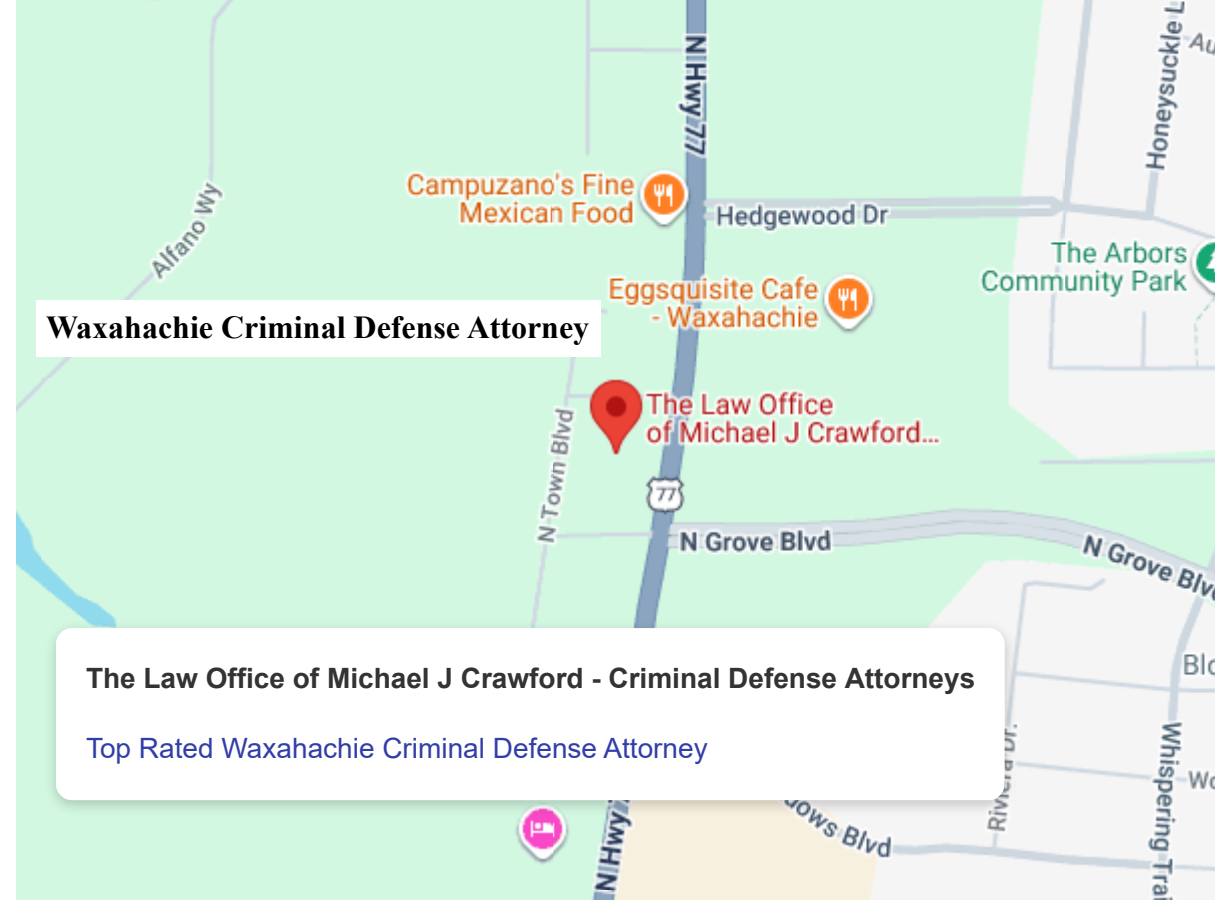 N Hwy 77
Honeysuckle L
Au
Alfano Wy
Campuzano's Fine
Mexican Food
Hedgewood Dr
The Arbors
Community Park
Eggsquisite Cafe
- Waxahachie
Waxahachie Criminal Defense Attorney
The Law Office
of Michael J Crawford...
N Town Blvd
77
N Grove Blvd
N Grove Blv
The Law Office of Michael J Crawford - Criminal Defense Attorneys
Top Rated Waxahachie Criminal Defense Attorney
Blo
Riviera Dr.
Whispering Trai
Wo
dows Blvd
N Hwy